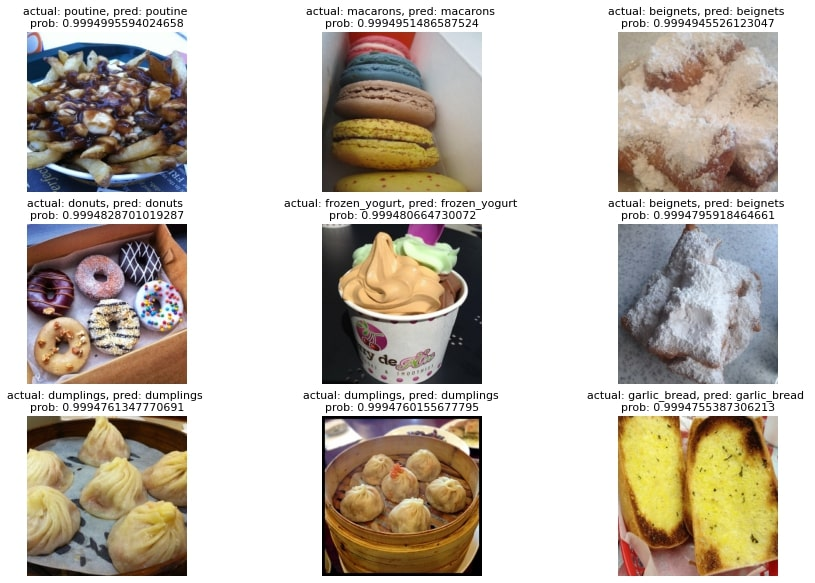 actual: poutine, pred: poutine
prob: 0.9994995594024658
actual: macarons, pred: macarons
prob: 0.9994951486587524
actual: beignets, pred: beignets
prob: 0.9994945526123047
actual: donuts, pred: donuts
prob: 0.9994828701019287
actual: frozen_yogurt, pred: frozen_yogurt
prob: 0.999480664730072
actual: beignets, pred: beignets
prob: 0.9994795918464661
actual: dumplings, pred: dumplings
prob: 0.9994761347770691
actual: dumplings, pred: dumplings
prob: 0.9994760155677795
actual: garlic_bread, pred: garlic_bread
prob: 0.9994755387306213